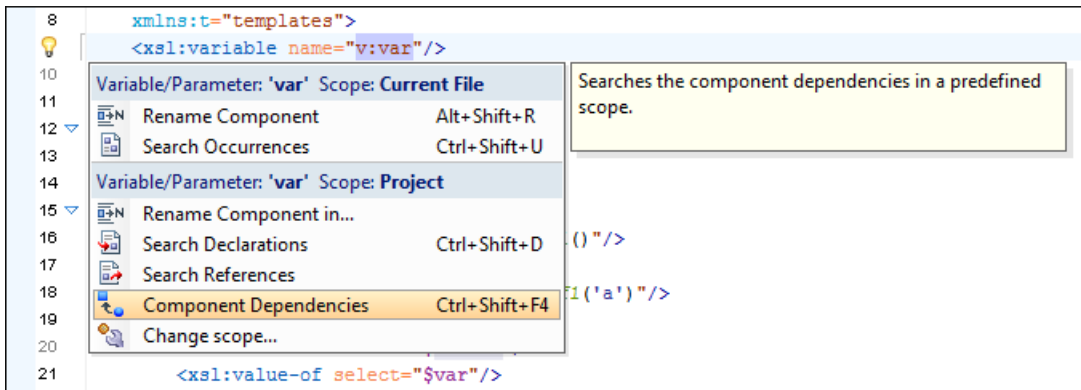 8 xmlns:t="templates">
<xsl:variable name="v:var"/>
10 Variable/Parameter: 'var' Scope: Current File
Searches the component dependencies in a predefined
scope.
11
Rename Component Alt+Shift+R
12
Search Occurrences Ctrl+Shift+U
13
14 Variable/Parameter: 'var' Scope: Project
15
Rename Component in...
16 Search Declarations Ctrl+Shift+D ()"/>
17 Search References
18 Component Dependencies Ctrl+Shift+F4 f1('a')"/>
19
Change scope...
20
21 <xsl:value-of select="$var"/>